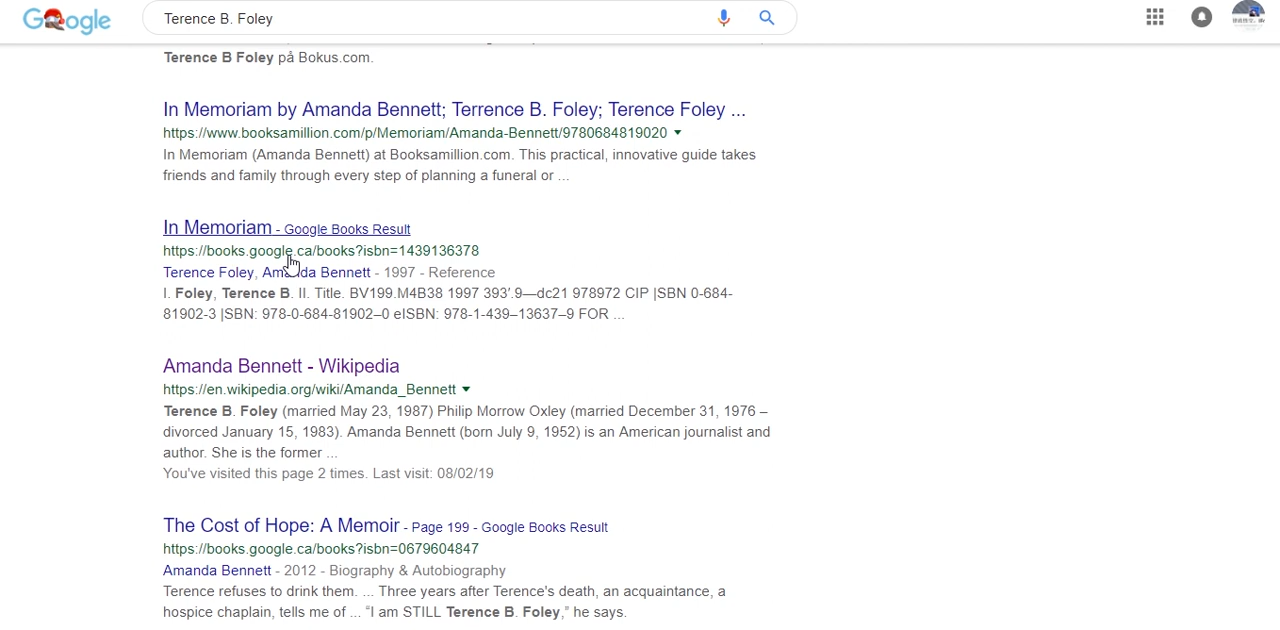 Google
Terence B. Foley
Terence B Foley på Bokus.com.
In Memoriam by Amanda Bennett; Terrence B. Foley; Terence Foley ...
https://www.booksamillion.com/p/Memoriam/Amanda-Bennett/9780684819020
In Memoriam (Amanda Bennett) at Booksamillion.com. This practical, innovative guide takes
friends and family through every step of planning a funeral or ...
In Memoriam - Google Books Result
https://books.google.ca/books?isbn=1439136378
Terence Foley, Amanda Bennett - 1997 - Reference
I. Foley, Terence B. II. Title. BV199.M4B38 1997 393'.9—dc21 978972 CIP |SBN 0-684-
81902-3 |SBN: 978-0-684-81902–0 eISBN: 978-1-439–13637–9 FOR ...
Amanda Bennett - Wikipedia
https://en.wikipedia.org/wiki/Amanda_Bennett
Terence B. Foley (married May 23, 1987) Philip Morrow Oxley (married December 31, 1976 –
divorced January 15, 1983). Amanda Bennett (born July 9, 1952) is an American journalist and
author. She is the former ...
You've visited this page 2 times. Last visit: 08/02/19
The Cost of Hope: A Memoir - Page 199 - Google Books Result
https://books.google.ca/books?isbn=0679604847
Amanda Bennett - 2012 - Biography & Autobiography
Terence refuses to drink them. ... Three years after Terence's death, an acquaintance, a
hospice chaplain, tells me of ... “I am STILL Terence B. Foley,” he says.